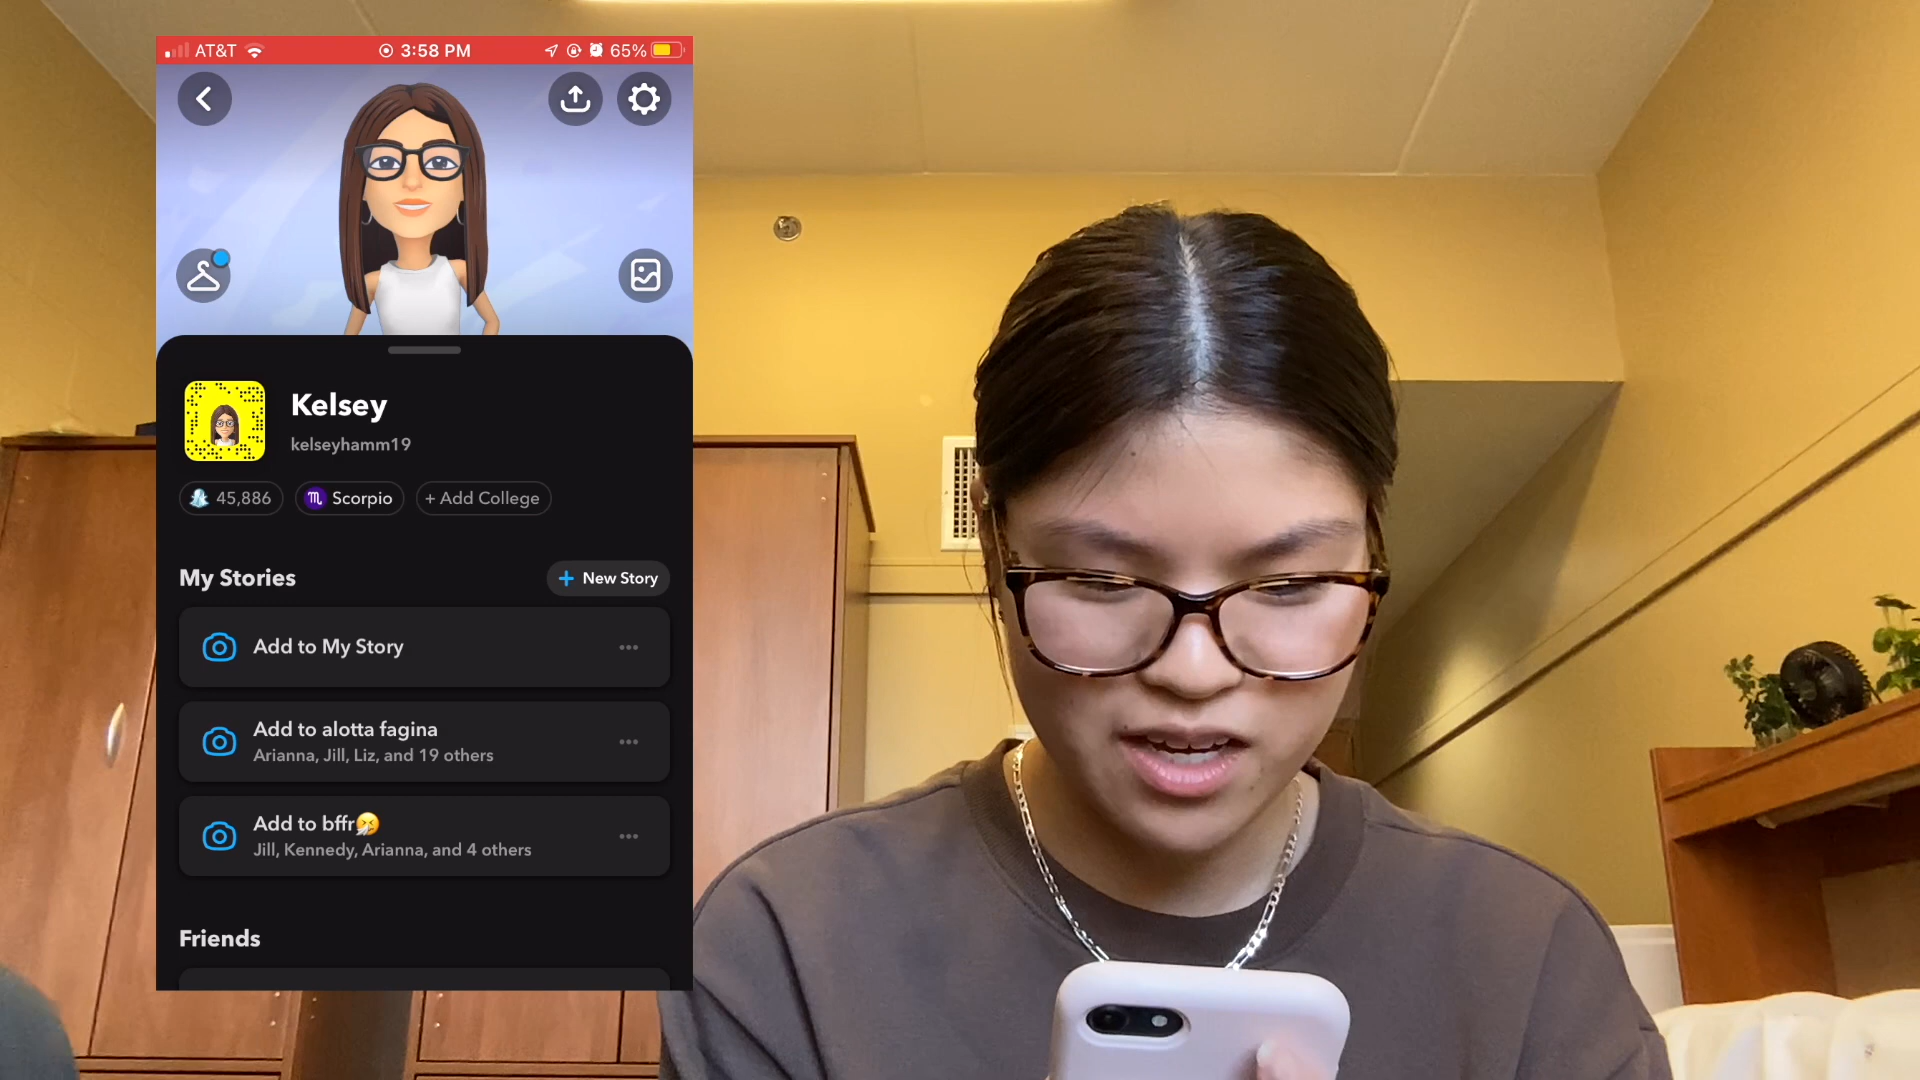 AT&T 3:58 PM 65%
Kelsey
kelseyhamm19
45,886 Scorpio + Add College
My Stories + New Story
Add to My Story
Add to alotta fagina
Arianna, Jill, Liz, and 19 others
Add to bffr🤧
Jill, Kennedy, Arianna, and 4 others
Friends